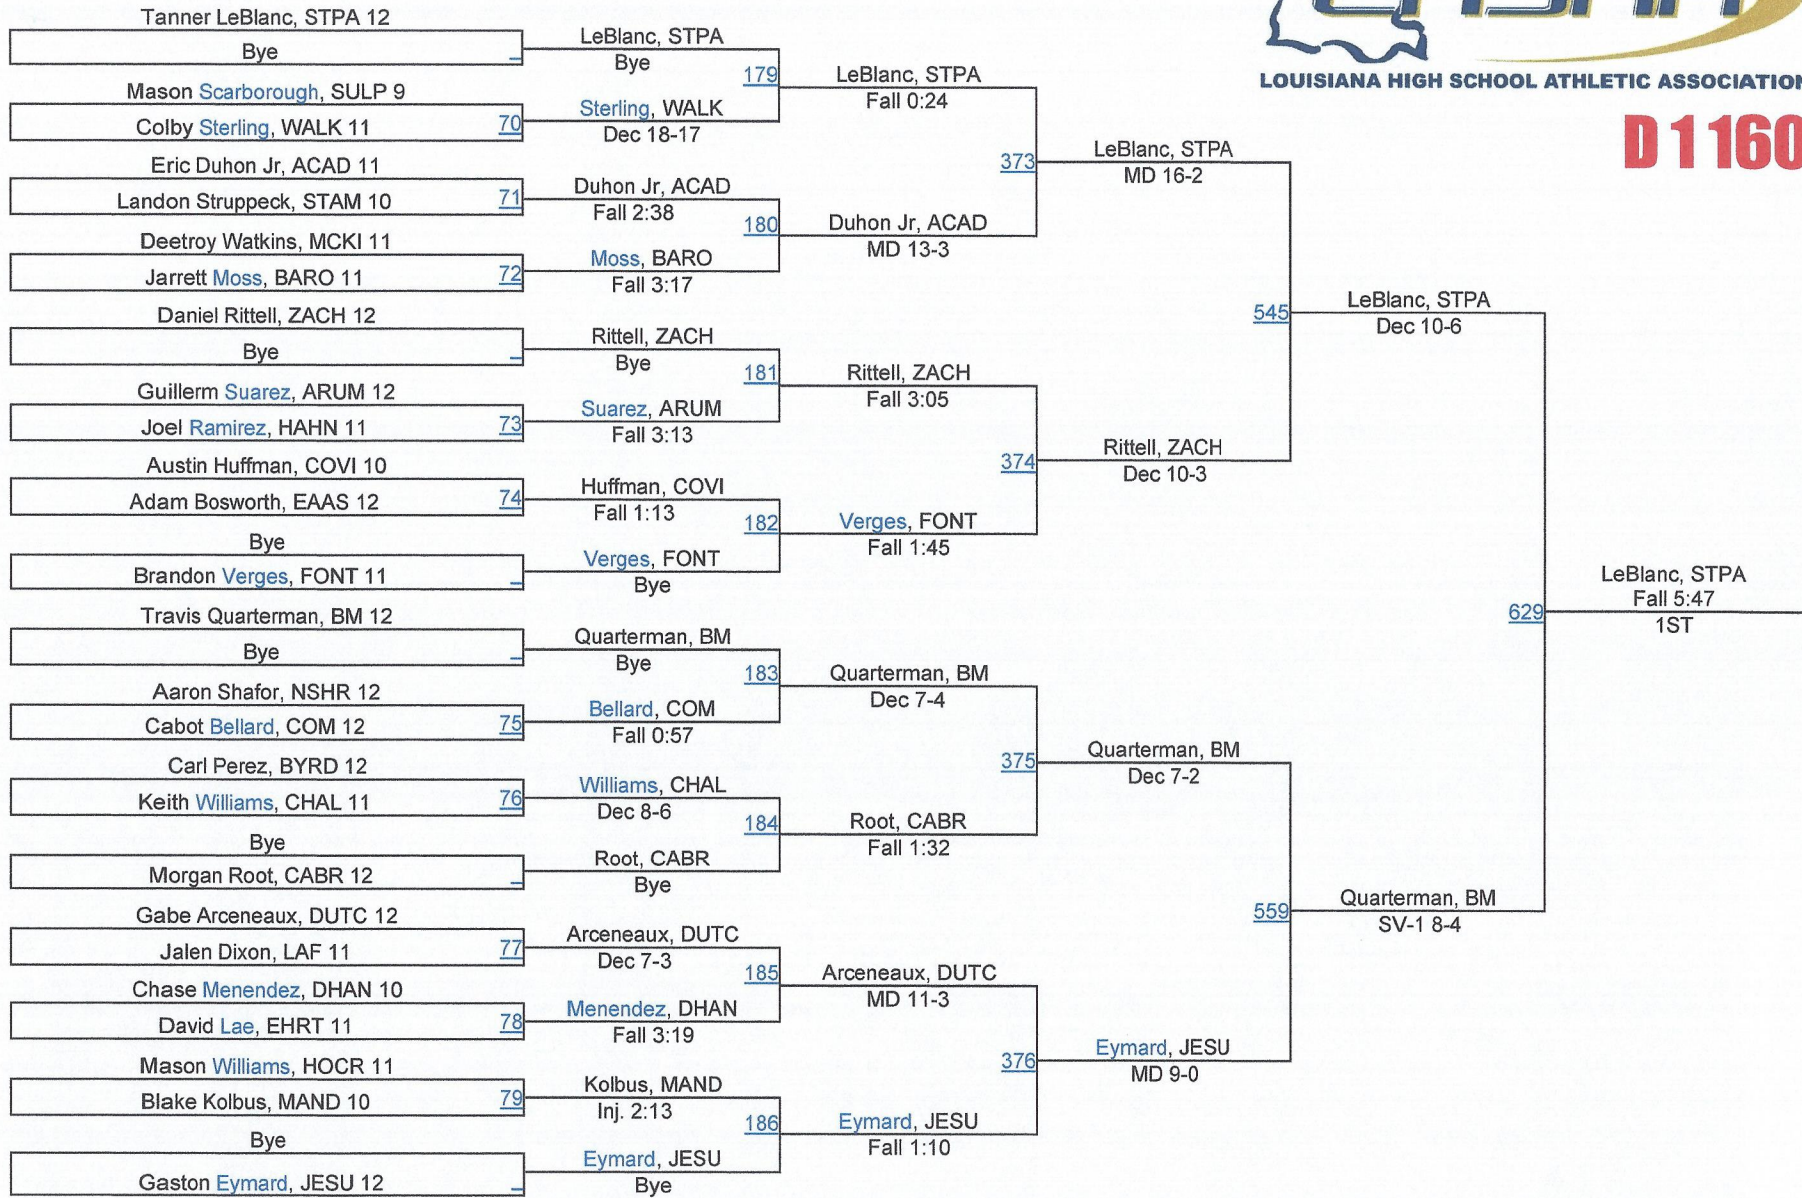 Tanner LeBlanc, STPA 12
Bye
Mason Scarborough, SULP 9
Colby Sterling, WALK 11
70
Eric Duhon Jr, ACAD 11
Landon Struppeck, STAM 10
71
Deetroy Watkins, MCKI 11
Jarrett Moss, BARO 11
72
Daniel Rittell, ZACH 12
Bye
Guillerm Suarez, ARUM 12
Joel Ramirez, HAHN 11
73
Austin Huffman, COVI 10
Adam Bosworth, EAAS 12
74
Bye
Brandon Verges, FONT 11
Travis Quarterman, BM 12
Bye
Aaron Shafor, NSHR 12
Cabot Bellard, COM 12
75
Carl Perez, BYRD 12
Keith Williams, CHAL 11
76
Bye
Morgan Root, CABR 12
Gabe Arceneaux, DUTC 12
Jalen Dixon, LAF 11
77
Chase Menendez, DHAN 10
David Lae, EHRT 11
78
Mason Williams, HOCR 11
Blake Kolbus, MAND 10
79
Bye
Gaston Eymard, JESU 12
LeBlanc, STPA
Bye
179
Sterling, WALK
Dec 18-17
Duhon Jr, ACAD
Fall 2:38
180
Moss, BARO
Fall 3:17
Rittell, ZACH
Bye
181
Suarez, ARUM
Fall 3:13
Huffman, COVI
Fall 1:13
182
Verges, FONT
Bye
Quarterman, BM
Bye
183
Bellard, COM
Fall 0:57
Williams, CHAL
Dec 8-6
184
Root, CABR
Bye
Arceneaux, DUTC
Dec 7-3
185
Menendez, DHAN
Fall 3:19
Kolbus, MAND
Inj. 2:13
186
Eymard, JESU
Bye
LeBlanc, STPA
Fall 0:24
373
Duhon Jr, ACAD
MD 13-3
Rittell, ZACH
Fall 3:05
374
Verges, FONT
Fall 1:45
Quarterman, BM
Dec 7-4
375
Root, CABR
Fall 1:32
Arceneaux, DUTC
MD 11-3
376
Eymard, JESU
Fall 1:10
LeBlanc, STPA
MD 16-2
545
Rittell, ZACH
Dec 10-3
Quarterman, BM
Dec 7-2
559
Eymard, JESU
MD 9-0
LeBlanc, STPA
Dec 10-6
629
Quarterman, BM
SV-1 8-4
LeBlanc, STPA
Fall 5:47
1ST
LOUISIANA HIGH SCHOOL ATHLETIC ASSOCIATION
D 1 160